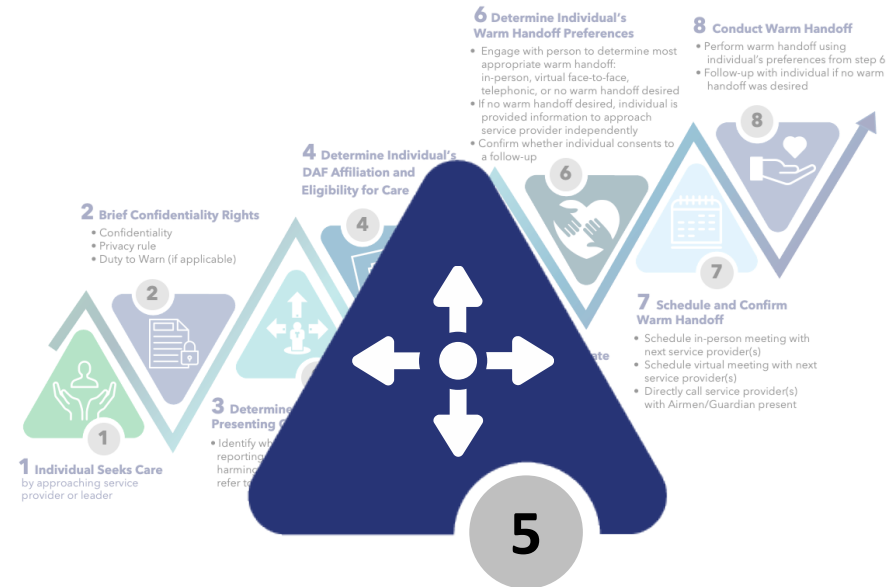 1 Individual Seeks Care
by approaching service
provider or leader
1
2 Brief Confidentiality Rights
• Confidentiality
• Privacy rule
• Duty to Warn (if applicable)
2
3 Determine
Presenting
• Identify
reporting
harming
refer to
4 Determine Individual's
DAF Affiliation and
Eligibility for Care
4
5
6 Determine Individual's
Warm Handoff Preferences
• Engage with person to determine most
appropriate warm handoff:
in-person, virtual face-to-face,
telephonic, or no warm handoff desired
• If no warm handoff desired, individual is
provided information to approach
service provider independently
• Confirm whether individual consents to
a follow-up
6
7
7 Schedule and Confirm
Warm Handoff
• Schedule in-person meeting with
next service provider(s)
• Schedule virtual meeting with next
service provider(s)
• Directly call service provider(s)
with Airmen/Guardian present
8 Conduct Warm Handoff
• Perform warm handoff using
individual's preferences from step 6
• Follow-up with individual if no warm
handoff was desired
8